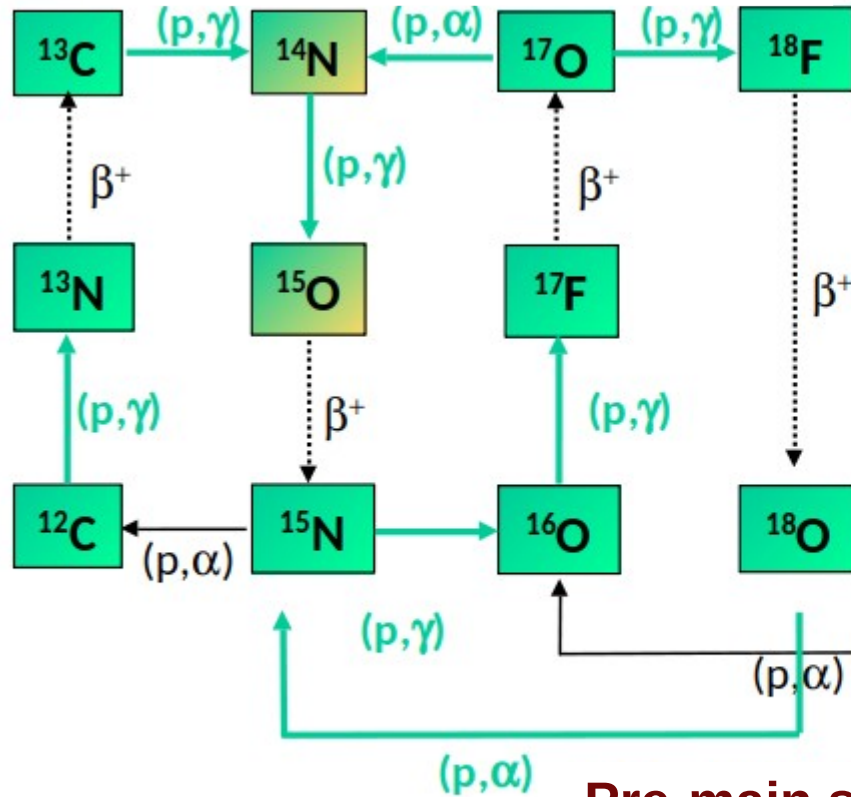 (p,γ) (p,α) (p,γ)
¹³C ¹⁴N ¹⁷O ¹⁸F
β⁺ (p,γ) β⁺
¹³N ¹⁵O ¹⁷F β⁺
(p,γ) β⁺ (p,γ)
¹²C ¹⁵N ¹⁶O ¹⁸O
(p,α)
(p,γ)
(p,α)
(p,α)